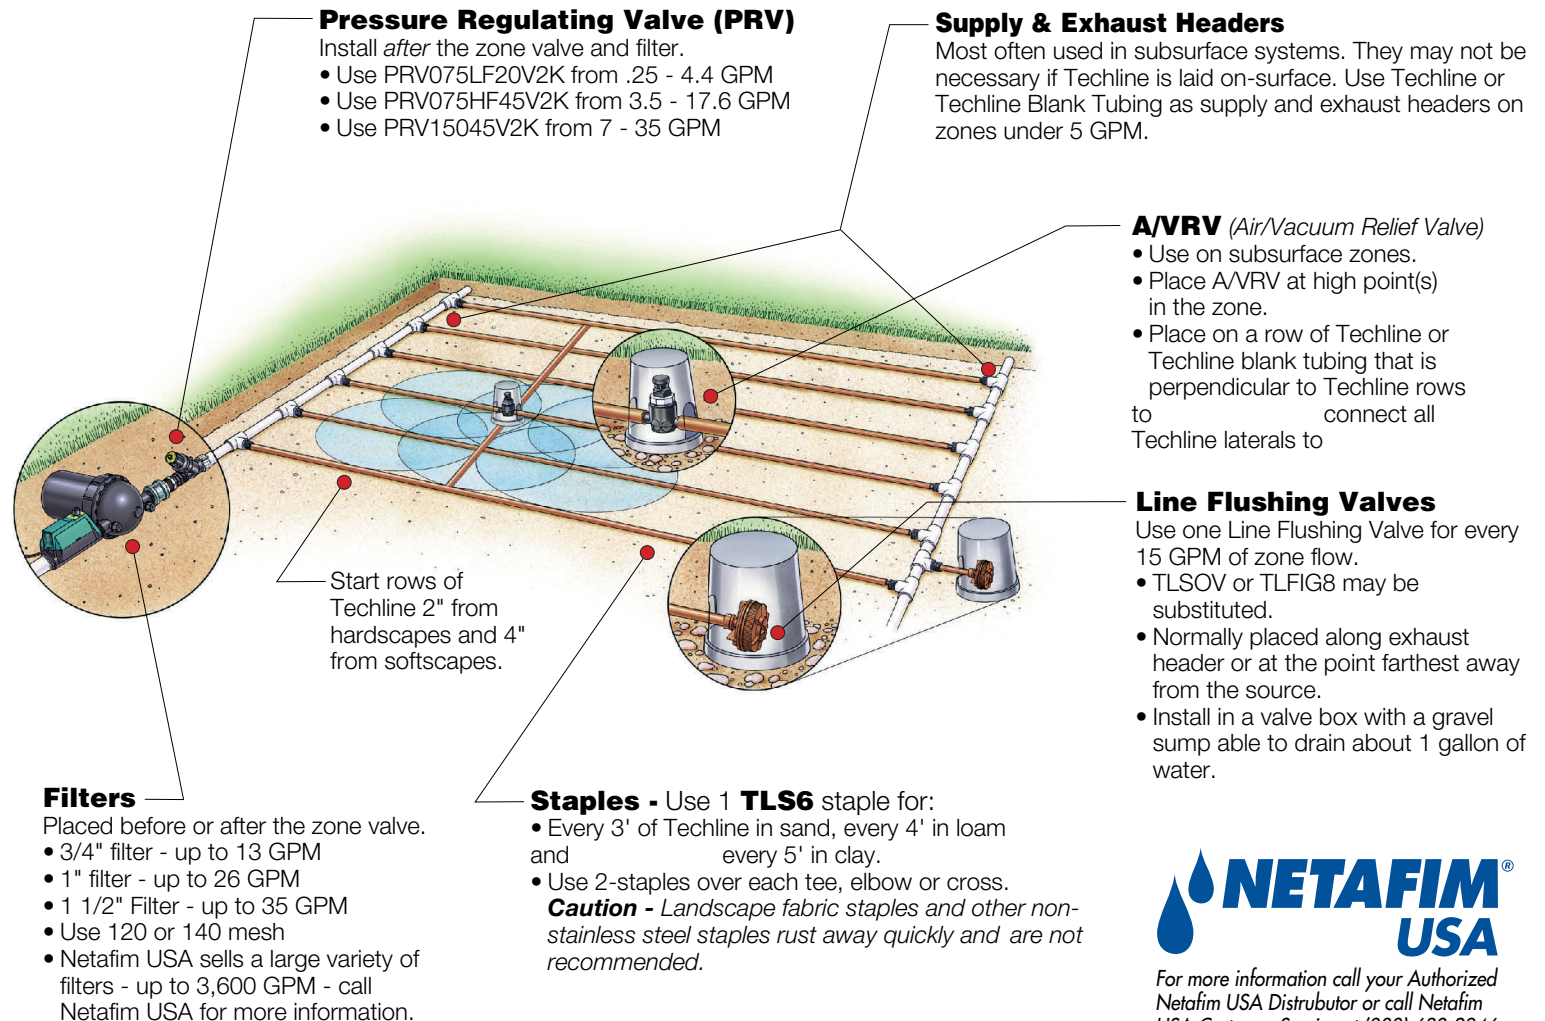 Pressure Regulating Valve (PRV)
Install after the zone valve and filter.
• Use PRV075LF20V2K from .25 - 4.4 GPM
• Use PRV075HF45V2K from 3.5 - 17.6 GPM
• Use PRV15045V2K from 7 - 35 GPM
Supply & Exhaust Headers
Most often used in subsurface systems. They may not be
necessary if Techline is laid on-surface. Use Techline or
Techline Blank Tubing as supply and exhaust headers on
zones under 5 GPM.
A/VRV (Air/Vacuum Relief Valve)
• Use on subsurface zones.
• Place A/VRV at high point(s)
in the zone.
• Place on a row of Techline or
Techline blank tubing that is
perpendicular to Techline rows
to connect all
Techline laterals to
Line Flushing Valves
Use one Line Flushing Valve for every
15 GPM of zone flow.
• TLSOV or TLFIG8 may be
substituted.
• Normally placed along exhaust
header or at the point farthest away
from the source.
• Install in a valve box with a gravel
sump able to drain about 1 gallon of
water.
Start rows of
Techline 2" from
hardscapes and 4"
from softscapes.
Filters
Placed before or after the zone valve.
• 3/4" filter - up to 13 GPM
• 1" filter - up to 26 GPM
• 1 1/2" Filter - up to 35 GPM
• Use 120 or 140 mesh
• Netafim USA sells a large variety of
filters - up to 3,600 GPM - call
Netafim USA for more information.
Staples - Use 1 TLS6 staple for:
• Every 3' of Techline in sand, every 4' in loam
and every 5' in clay.
• Use 2-staples over each tee, elbow or cross.
Caution - Landscape fabric staples and other non-
stainless steel staples rust away quickly and are not
recommended.
NETAFIM®
USA
For more information call your Authorized
Netafim USA Distrubutor or call Netafim